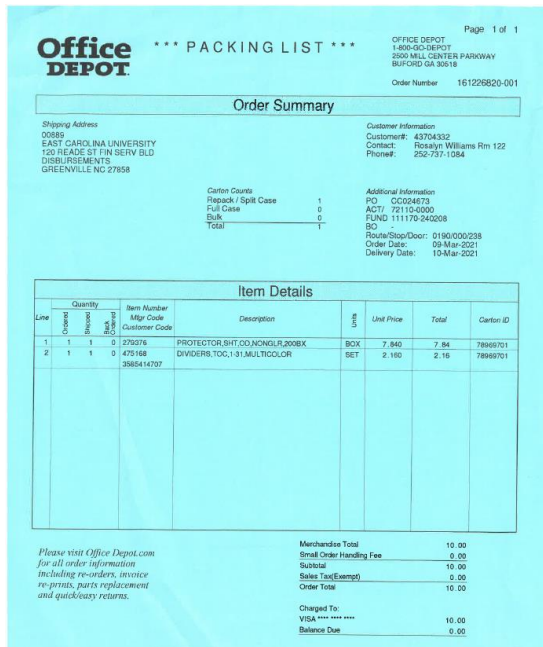 Page 1 of 1
Office DEPOT.
*** PACKING LIST ***
OFFICE DEPOT
1-800-GO-DEPOT
2500 MILL CENTER PARKWAY
BUFORD GA 30518
Order Number 161226820-001
Order Summary
Shipping Address
00889
EAST CAROLINA UNIVERSITY
120 READE ST FIN SERV BLD
DISBURSEMENTS
GREENVILLE NC 27858
Customer Information
Customer#: 43704332
Contact: Rosalyn Williams Rm 122
Phone#: 252-737-1084
Carton Counts
Repack / Split Case 1
Full Case 0
Bulk 0
Total 1
Additional Information
PO CC024673
ACT/ 72110-0000
FUND 111170-240208
BO -
Route/Stop/Door: 0190/000/238
Order Date: 09-Mar-2021
Delivery Date: 10-Mar-2021
Item Details
Line Quantity Ordered Shipped Back Ordered Item Number Mfgr Code Customer Code Description Units Unit Price Total Carton ID
1 1 1 0 279376 PROTECTOR,SHT,CO,NONGLR,200BX BOX 7.840 7.84 78969701
2 1 1 0 475168 DIVIDERS,TOC,1-31,MULTICOLOR SET 2.160 2.16 78969701
3585414707
Please visit Office Depot.com
for all order information
including re-orders, invoice
re-prints, parts replacement
and quick/easy returns.
Merchandise Total 10.00
Small Order Handling Fee 0.00
Subtotal 10.00
Sales Tax(Exempt) 0.00
Order Total 10.00
Charged To:
VISA **** **** **** 10.00
Balance Due 0.00